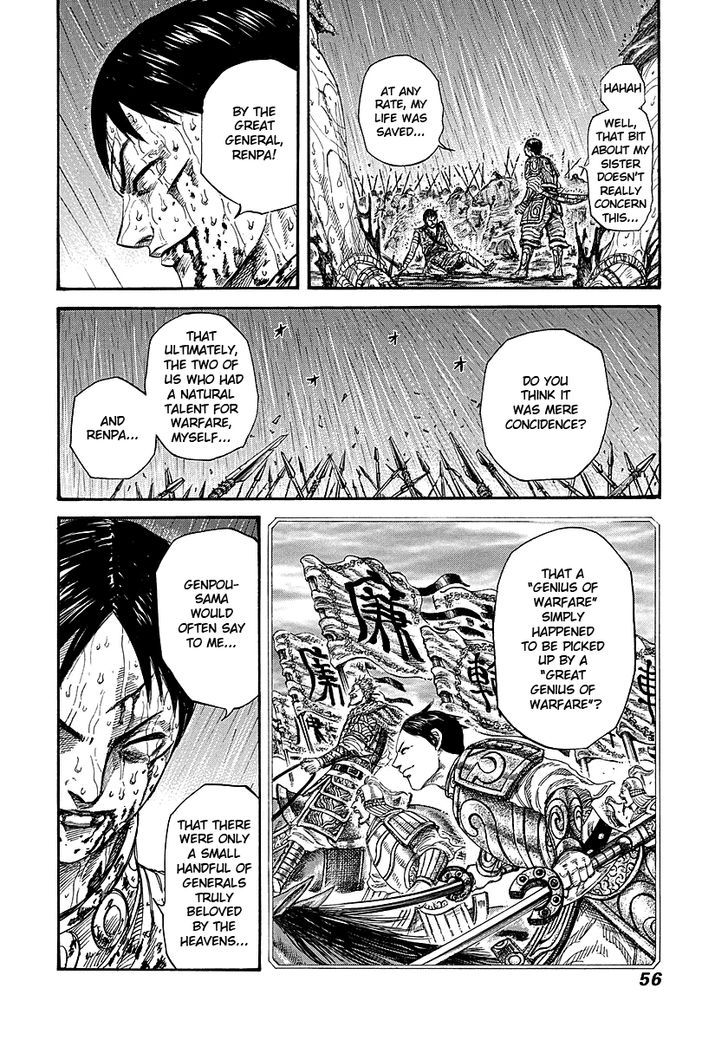 HAHAH
WELL,
THAT BIT
ABOUT MY
SISTER
DOESN'T
REALLY
CONCERN
THIS...
AT ANY
RATE, MY
LIFE WAS
SAVED...
BY THE
GREAT
GENERAL,
RENPA!
DO YOU
THINK IT
WAS MERE
CONCIDENCE?
THAT
ULTIMATELY,
THE TWO OF
US WHO HAD
A NATURAL
TALENT FOR
WARFARE,
MYSELF...
AND
RENPA...
THAT A
"GENIUS OF
WARFARE"
SIMPLY
HAPPENED
TO BE PICKED
UP BY A
"GREAT
GENIUS OF
WARFARE"?
廉
廉
GENPOU-
SAMA
WOULD
OFTEN SAY
TO ME...
THAT THERE
WERE ONLY
A SMALL
HANDFUL OF
GENERALS
TRULY
BELOVED
BY THE
HEAVENS...
56